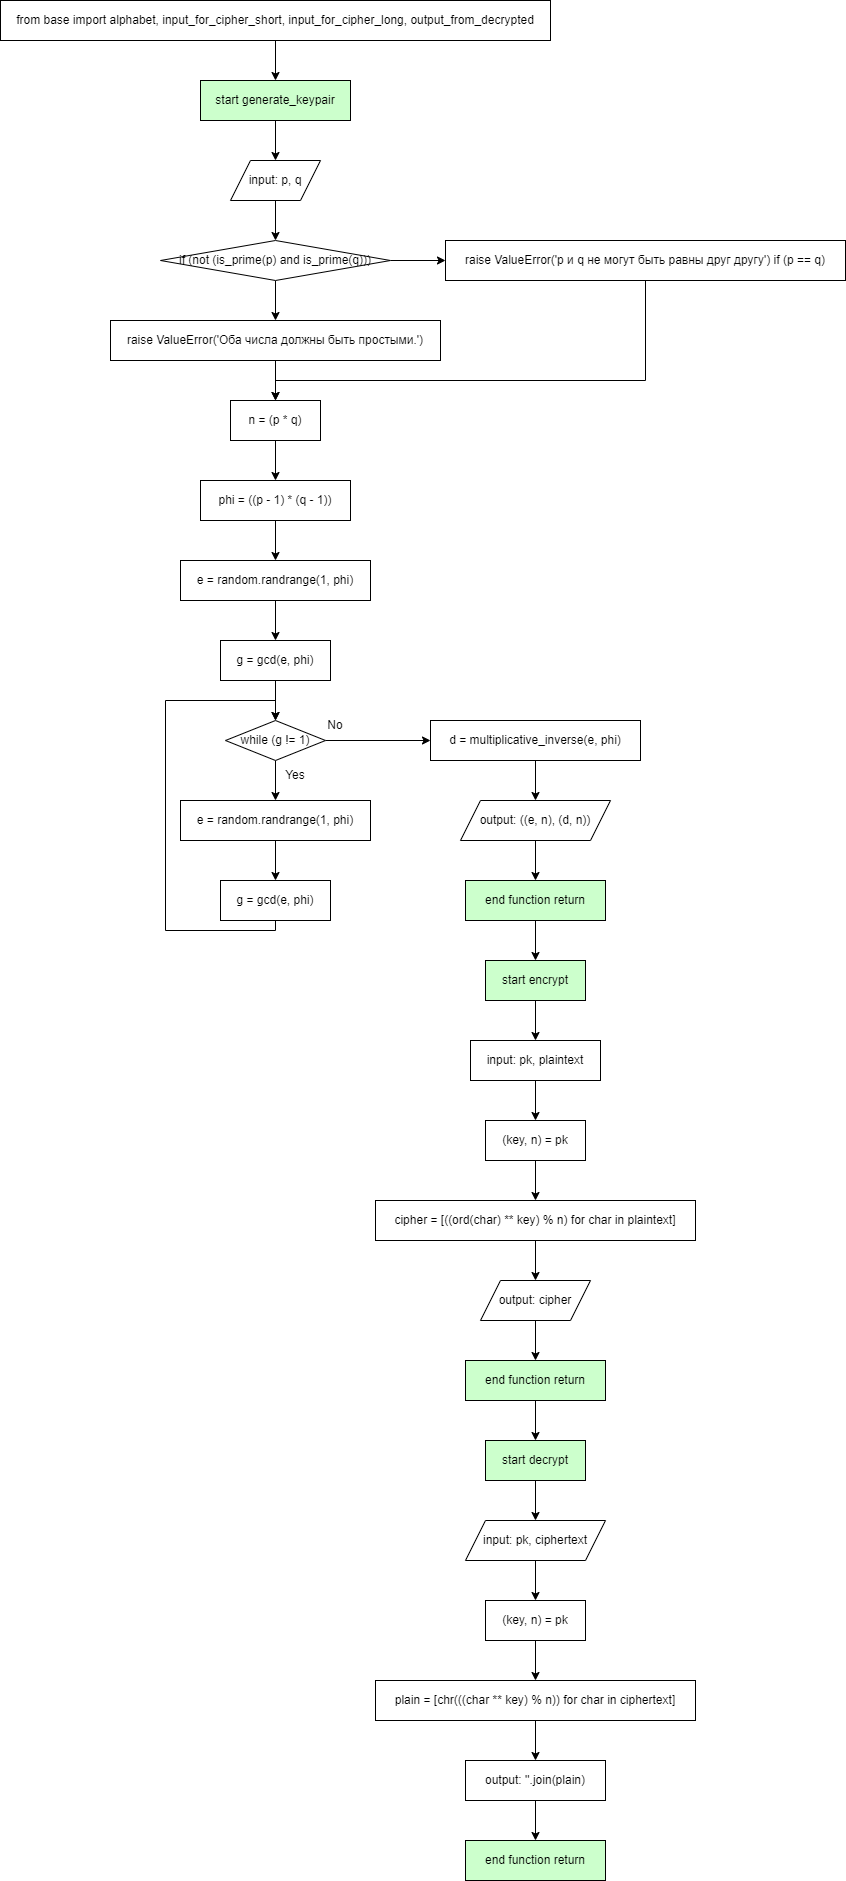 from base import alphabet, input_for_cipher_short, input_for_cipher_long, output_from_decrypted
start generate_keypair
input: p, q
if (not (is_prime(p) and is_prime(q)))
raise ValueError('p и q не могут быть равны друг другу') if (p == q)
raise ValueError('Оба числа должны быть простыми.')
n = (p * q)
phi = ((p - 1) * (q - 1))
e = random.randrange(1, phi)
g = gcd(e, phi)
while (g != 1)
No
d = multiplicative_inverse(e, phi)
Yes
e = random.randrange(1, phi)
output: ((e, n), (d, n))
g = gcd(e, phi)
end function return
start encrypt
input: pk, plaintext
(key, n) = pk
cipher = [((ord(char) ** key) % n) for char in plaintext]
output: cipher
end function return
start decrypt
input: pk, ciphertext
(key, n) = pk
plain = [chr(((char ** key) % n)) for char in ciphertext]
output: ''.join(plain)
end function return